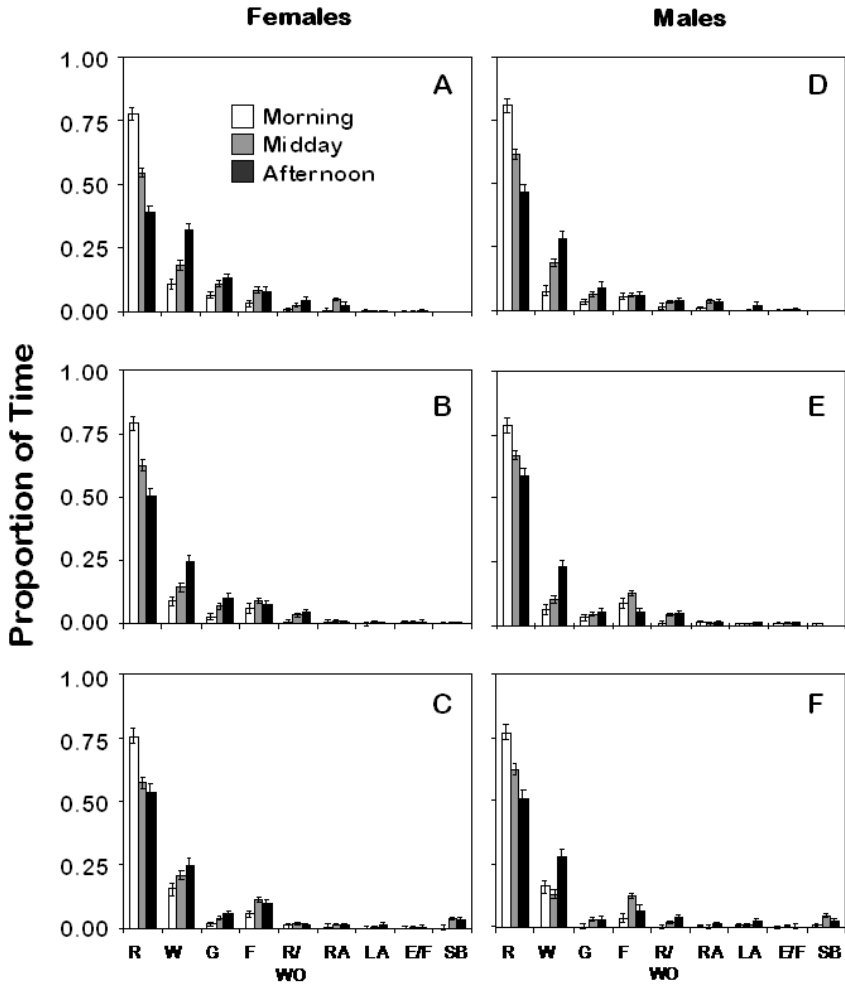 Females
Males
Proportion of Time
1.00
0.75
0.50
0.25
0.00
A
Morning
Midday
Afternoon
D
1.00
0.75
0.50
0.25
0.00
B
E
1.00
0.75
0.50
0.25
0.00
C
F
R W G F R/WO RA LA E/F SB
R W G F R/WO RA LA E/F SB